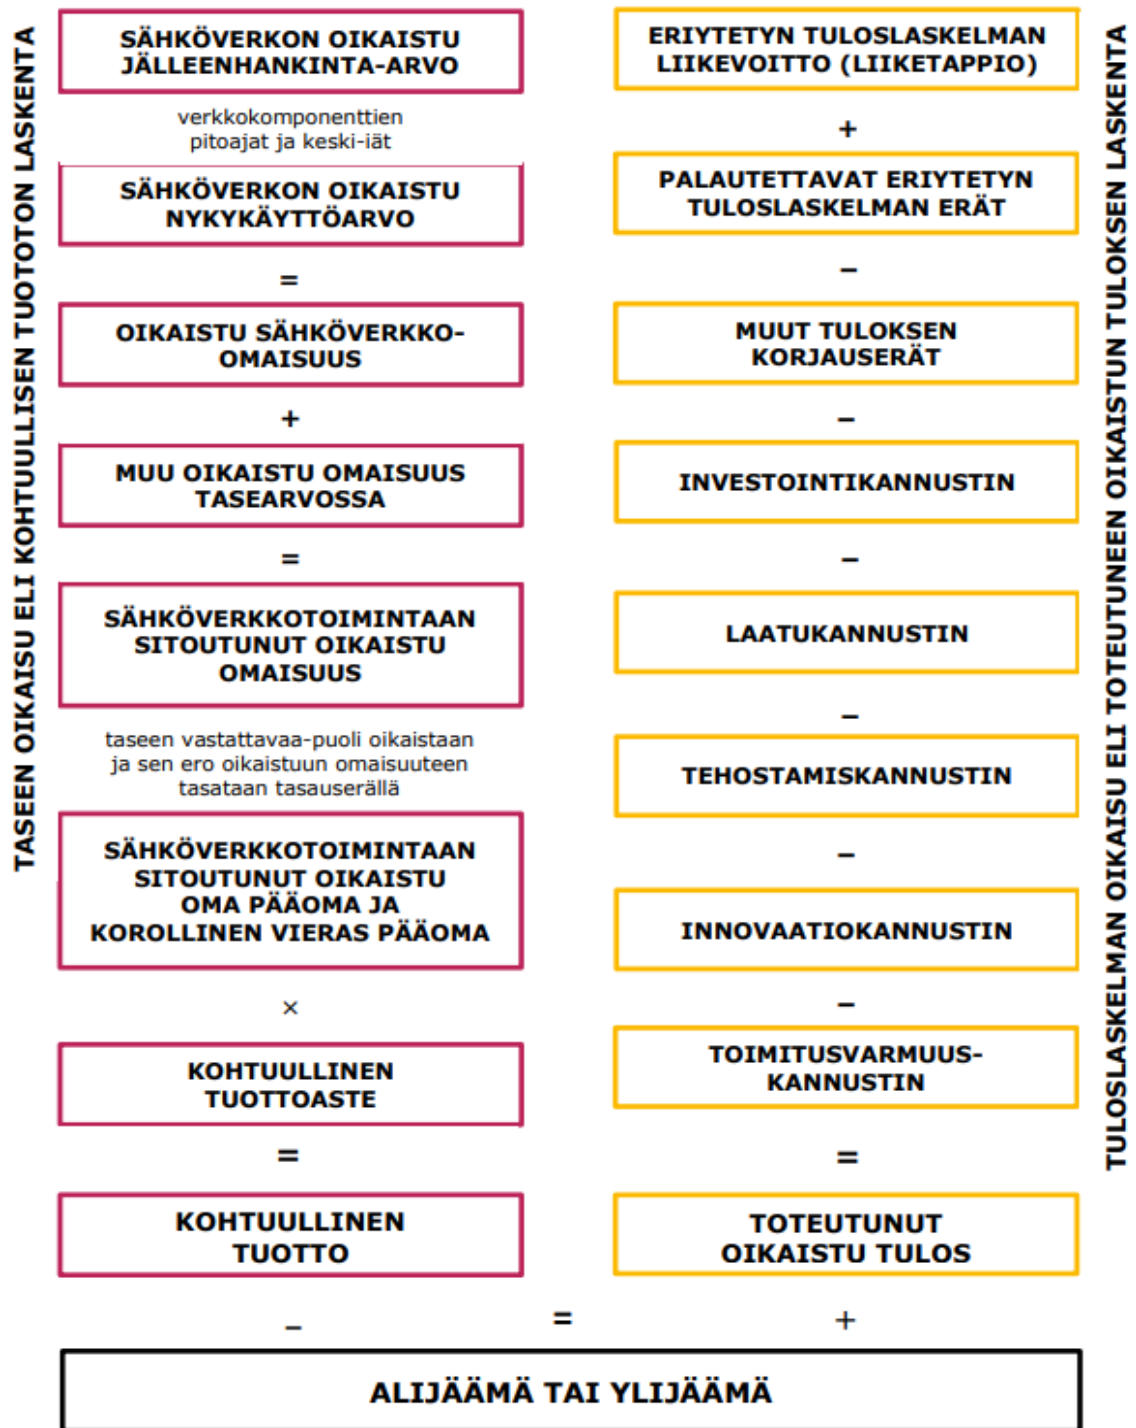 TASEEN OIKAISU ELI KOHTUULLISEN TUOTOTON LASKENTA
SÄHKÖVERKON OIKAISTU
JÄLLEENHANKINTA-ARVO
verkkokomponenttien
pitoajat ja keski-iät
SÄHKÖVERKON OIKAISTU
NYKYKÄYTTÖARVO
=
OIKAISTU SÄHKÖVERKKO-
OMAISUUS
+
MUU OIKAISTU OMAISUUS
TASEARVOSSA
=
SÄHKÖVERKKOTOIMINTAAN
SITOUTUNUT OIKAISTU
OMAISUUS
taseen vastattavaa-puoli oikaistaan
ja sen ero oikaistuun omaisuuteen
tasataan tasauserällä
SÄHKÖVERKKOTOIMINTAAN
SITOUTUNUT OIKAISTU
OMA PÄÄOMA JA
KOROLLINEN VIERAS PÄÄOMA
×
KOHTUULLINEN
TUOTTOASTE
=
KOHTUULLINEN
TUOTTO
ERIYTETYN TULOSLASKELMAN
LIIKEVOITTO (LIIKETAPPIO)
+
PALAUTETTAVAT ERIYTETYN
TULOSLASKELMAN ERÄT
–
MUUT TULOKSEN
KORJAUSERÄT
–
INVESTOINTIKANNUSTIN
–
LAATUKANNUSTIN
–
TEHOSTAMISKANNUSTIN
–
INNOVAATIOKANNUSTIN
–
TOIMITUSVARMUUS-
KANNUSTIN
=
TOTEUTUNUT
OIKAISTU TULOS
TULOSLASKELMAN OIKAISU ELI TOTEUTUNEEN OIKAISTUN TULOKSEN LASKENTA
– = +
ALIJÄÄMÄ TAI YLIJÄÄMÄ